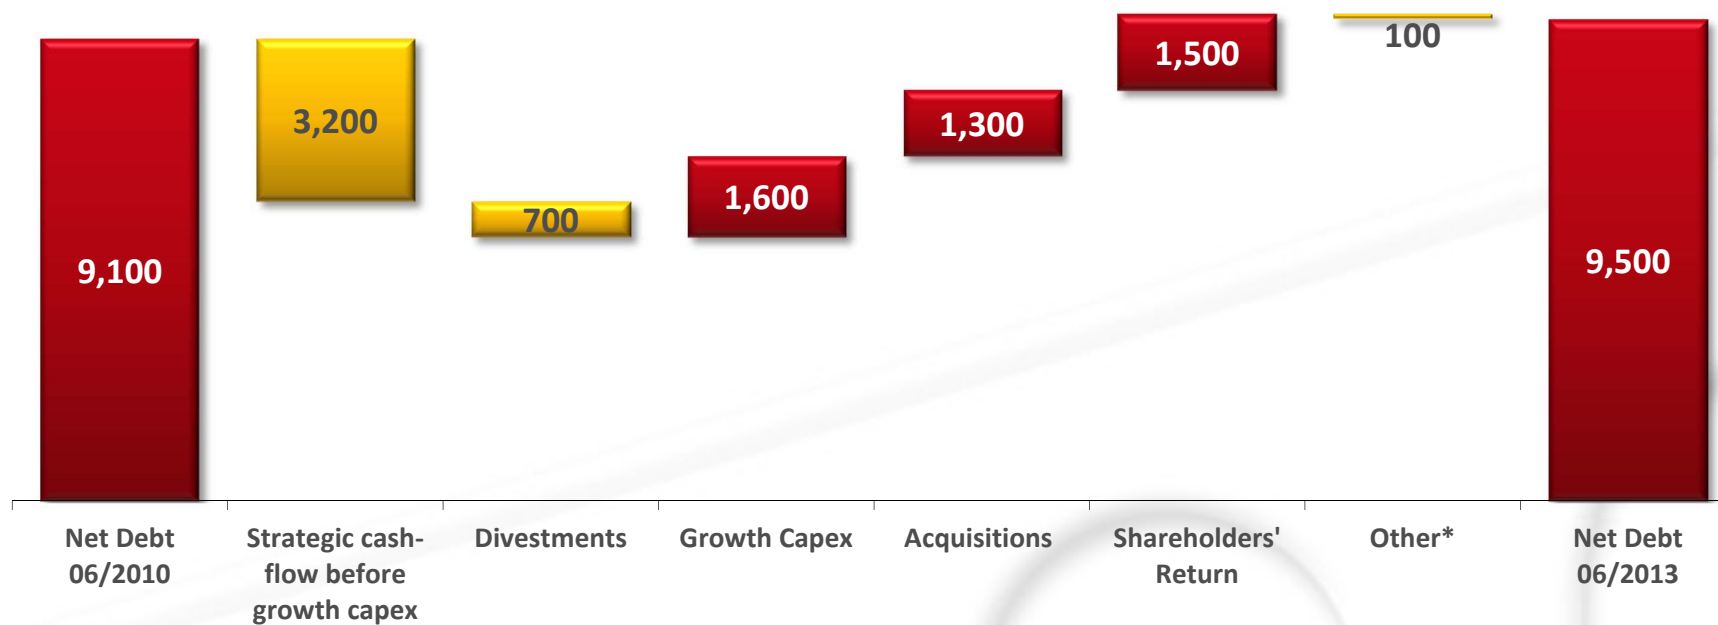 9,100
3,200
700
1,600
1,300
1,500
100
9,500
Net Debt
06/2010
Strategic cash-
flow before
growth capex
Divestments
Growth Capex
Acquisitions
Shareholders'
Return
Other*
Net Debt
06/2013